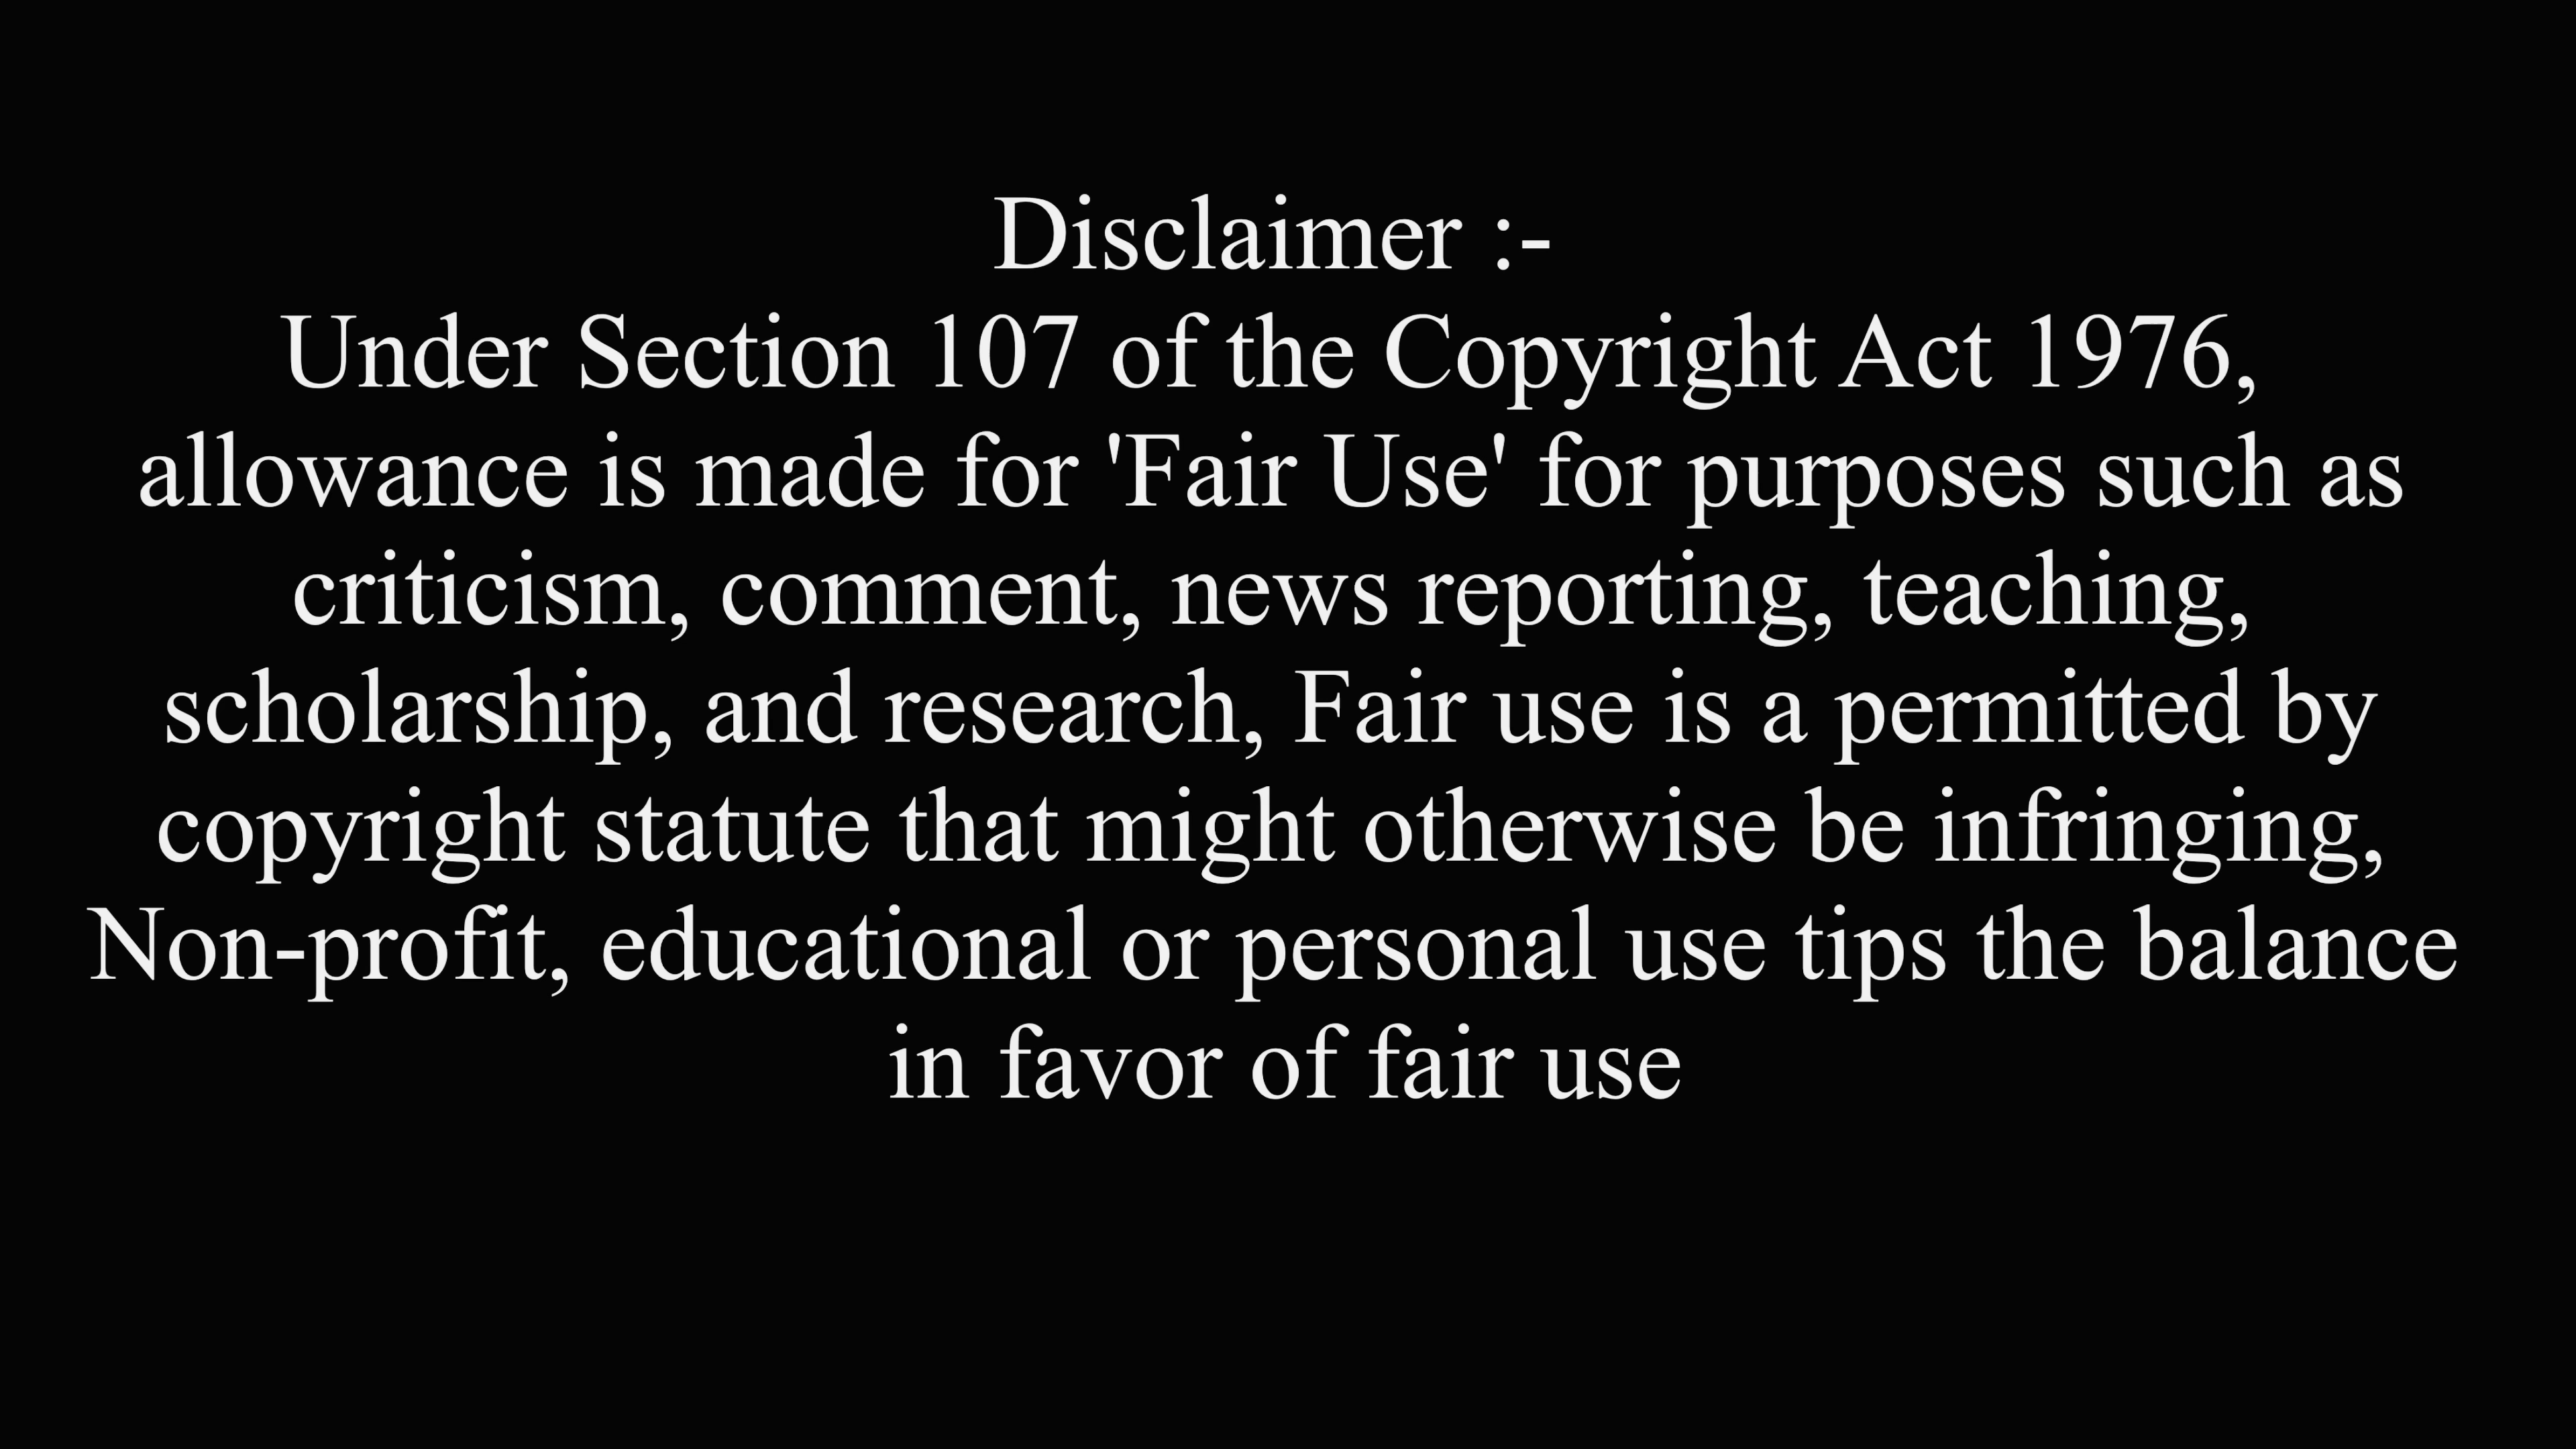 Disclaimer :-
Under Section 107 of the Copyright Act 1976,
allowance is made for 'Fair Use' for purposes such as
criticism, comment, news reporting, teaching,
scholarship, and research, Fair use is a permitted by
copyright statute that might otherwise be infringing,
Non-profit, educational or personal use tips the balance
in favor of fair use